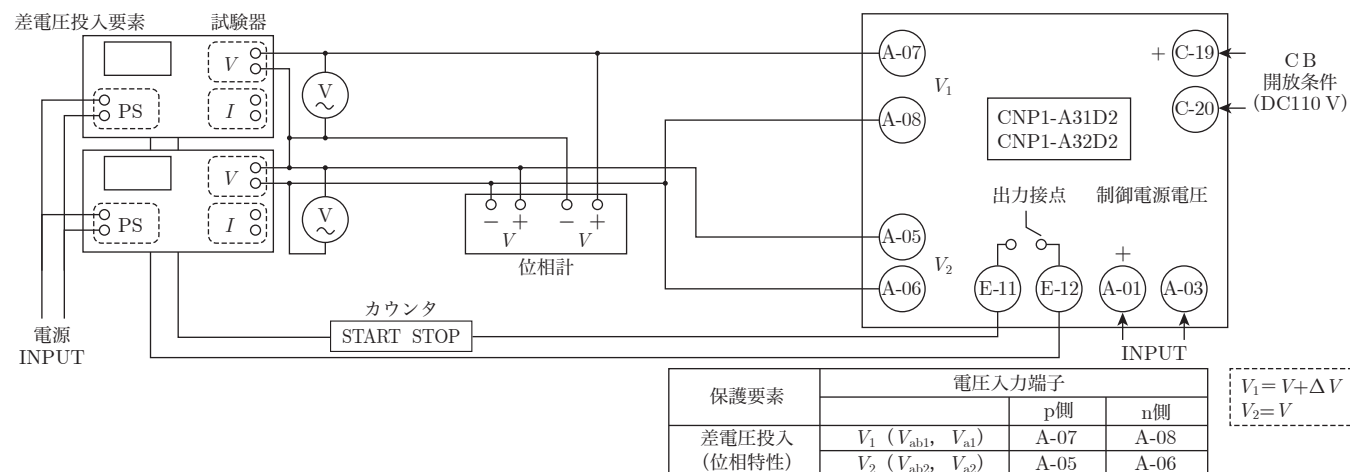 差電圧投入要素 試験器
V
PS
I
V
PS
I
V
V
− + − +
V V
位相計
カウンタ
START STOP
電源
INPUT
A-07
V₁
A-08
A-05
V₂
A-06
CNP1-A31D2
CNP1-A32D2
+ C-19
C-20
CB
開放条件
(DC110 V)
出力接点 制御電源電圧
+
E-11 E-12 A-01 A-03
INPUT
保護要素 電圧入力端子
p側 n側
差電圧投入 V₁ (Vab1, Va1) A-07 A-08
(位相特性) V₂ (Vab2, Va2) A-05 A-06
V₁= V+ΔV
V₂=V